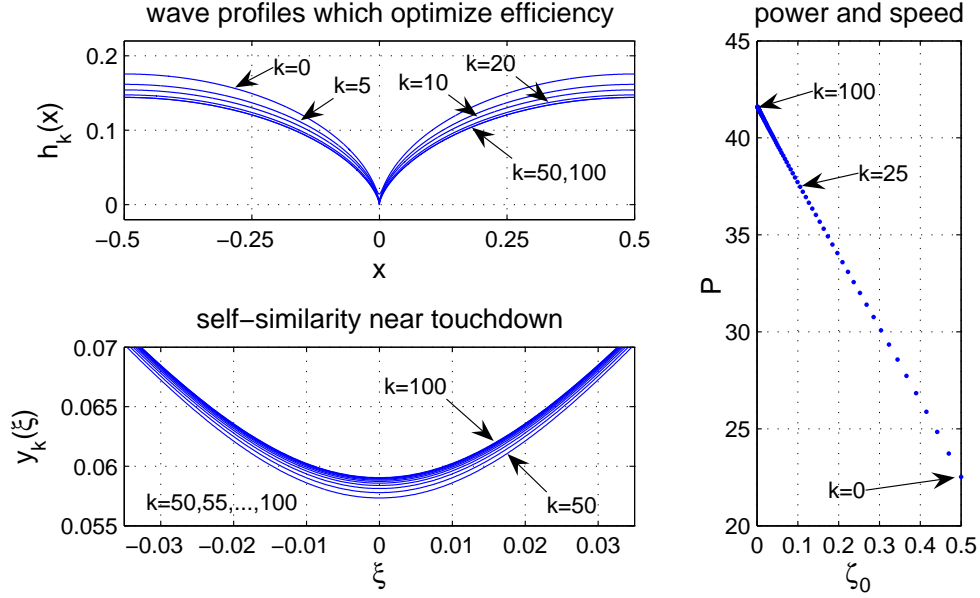 wave profiles which optimize efficiency
h_k(x)
0.2
0.1
0
k=0
k=5
k=10
k=20
k=50,100
−0.5
−0.25
0
0.25
0.5
x
self−similarity near touchdown
y_k(ξ)
0.07
0.065
0.06
0.055
k=100
k=50
k=50,55,...,100
−0.03
−0.02
−0.01
0
0.01
0.02
0.03
ξ
power and speed
P
45
40
35
30
25
20
k=100
k=25
k=0
0
0.1
0.2
0.3
0.4
0.5
ζ_0